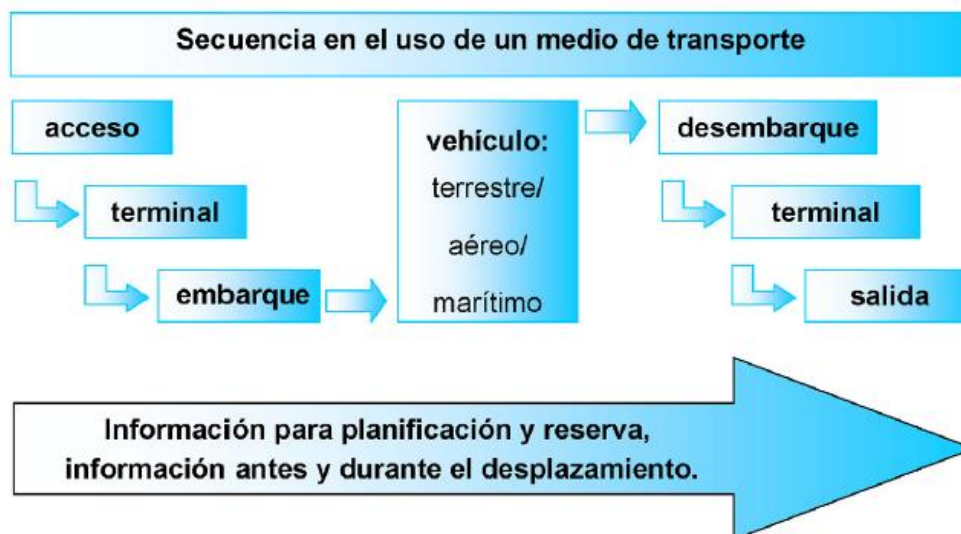 Secuencia en el uso de un medio de transporte
acceso
terminal
embarque
vehículo:
terrestre/
aéreo/
marítimo
desembarque
terminal
salida
Información para planificación y reserva,
información antes y durante el desplazamiento.